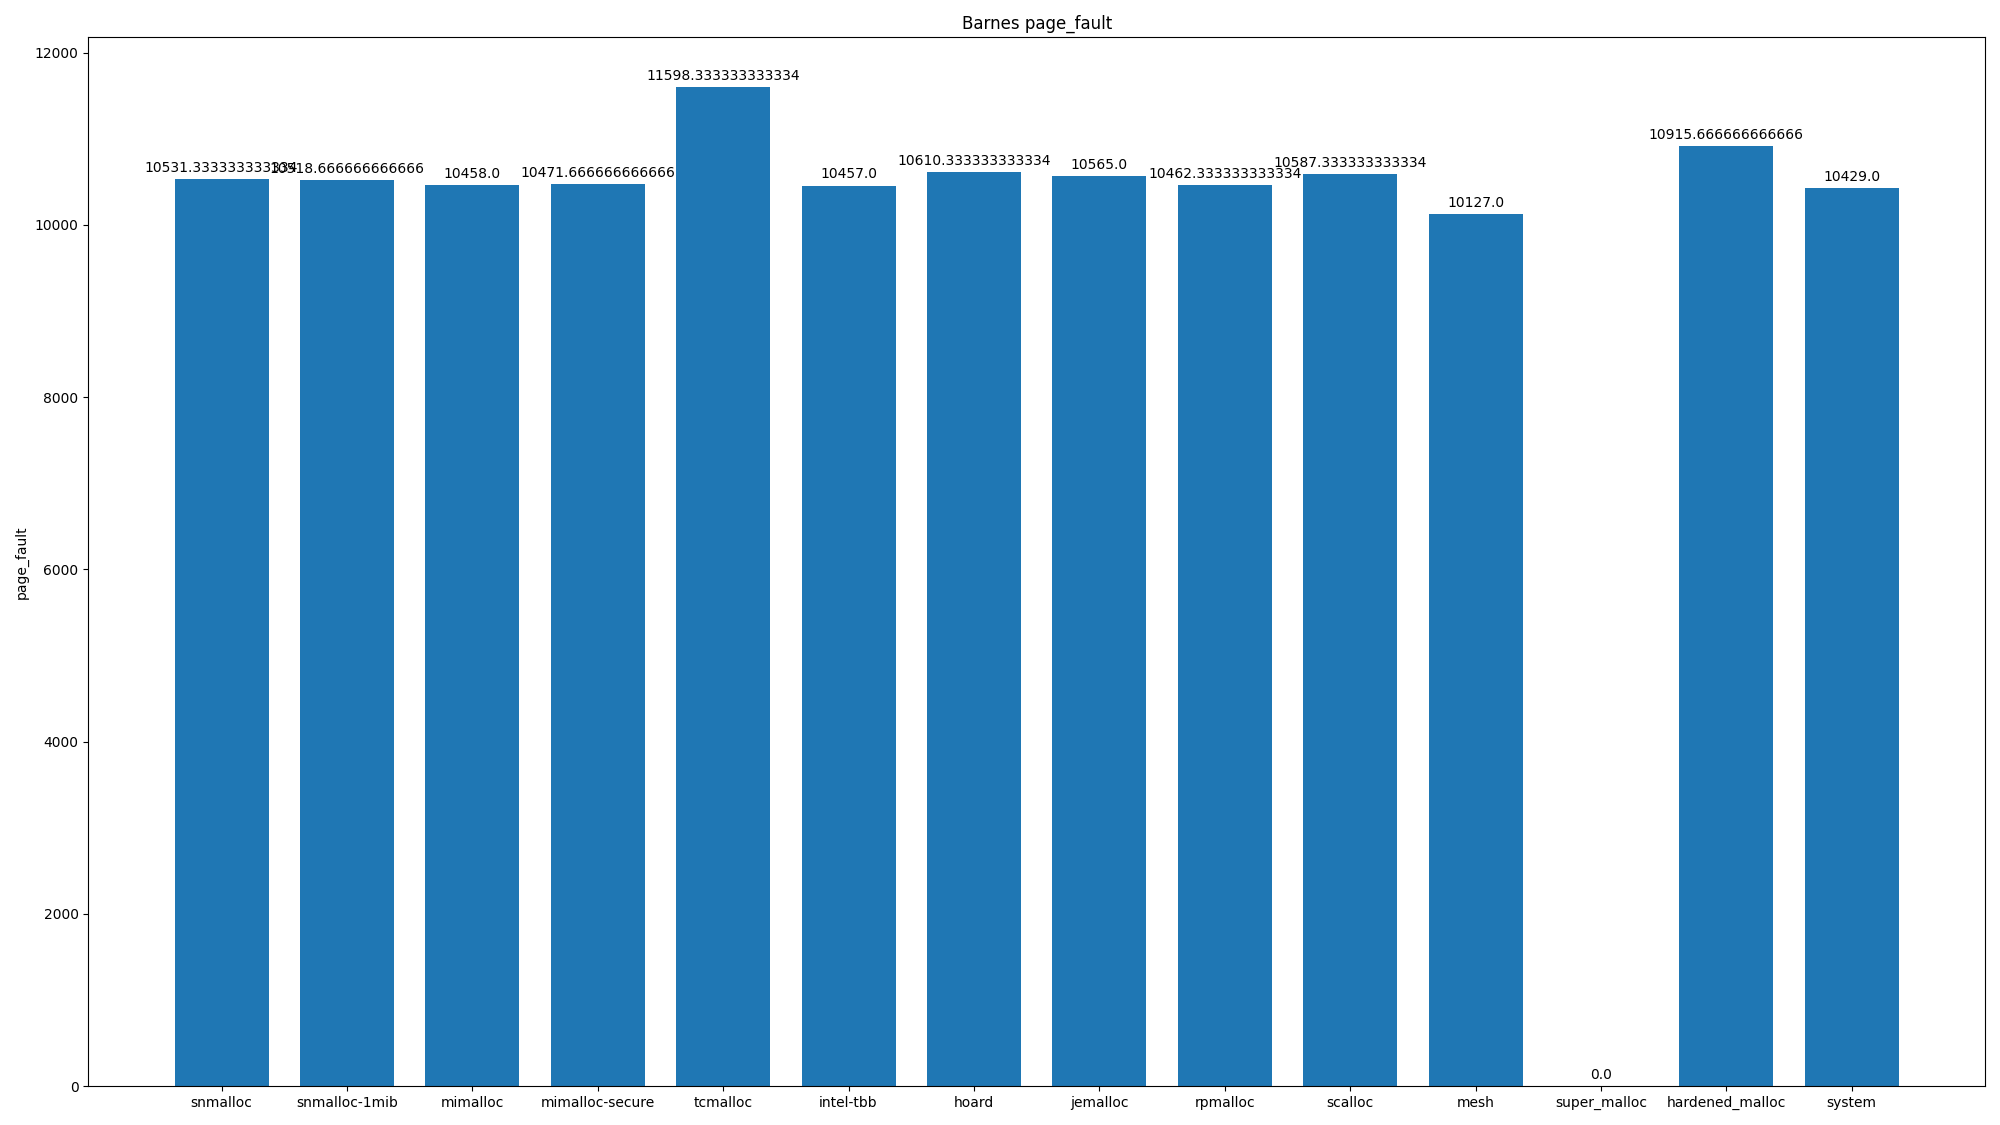 Barnes page_fault
12000
10000
8000
6000
4000
2000
0
page_fault
10531.333333333334
10518.666666666666
10458.0
10471.666666666666
11598.333333333334
10457.0
10610.333333333334
10565.0
10462.333333333334
10587.333333333334
10127.0
0.0
10915.666666666666
10429.0
snmalloc
snmalloc-1mib
mimalloc
mimalloc-secure
tcmalloc
intel-tbb
hoard
jemalloc
rpmalloc
scalloc
mesh
super_malloc
hardened_malloc
system